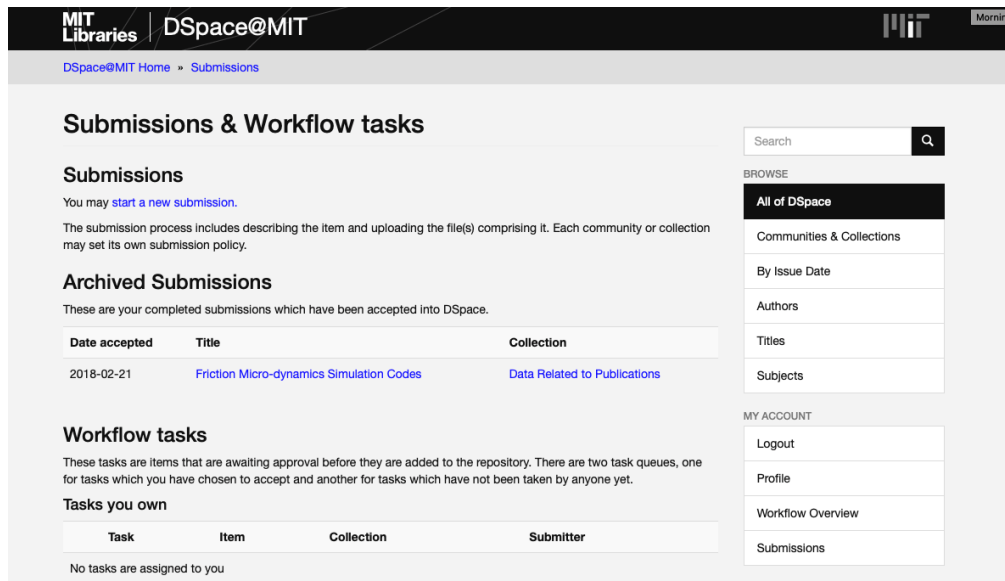 MIT
Libraries
DSpace@MIT
Mornin
DSpace@MIT Home » Submissions
Submissions & Workflow tasks
Submissions
You may start a new submission.
The submission process includes describing the item and uploading the file(s) comprising it. Each community or collection
may set its own submission policy.
Archived Submissions
These are your completed submissions which have been accepted into DSpace.
Date accepted Title Collection
2018-02-21 Friction Micro-dynamics Simulation Codes Data Related to Publications
Workflow tasks
These tasks are items that are awaiting approval before they are added to the repository. There are two task queues, one
for tasks which you have chosen to accept and another for tasks which have not been taken by anyone yet.
Tasks you own
Task Item Collection Submitter
No tasks are assigned to you
Search
BROWSE
All of DSpace
Communities & Collections
By Issue Date
Authors
Titles
Subjects
MY ACCOUNT
Logout
Profile
Workflow Overview
Submissions